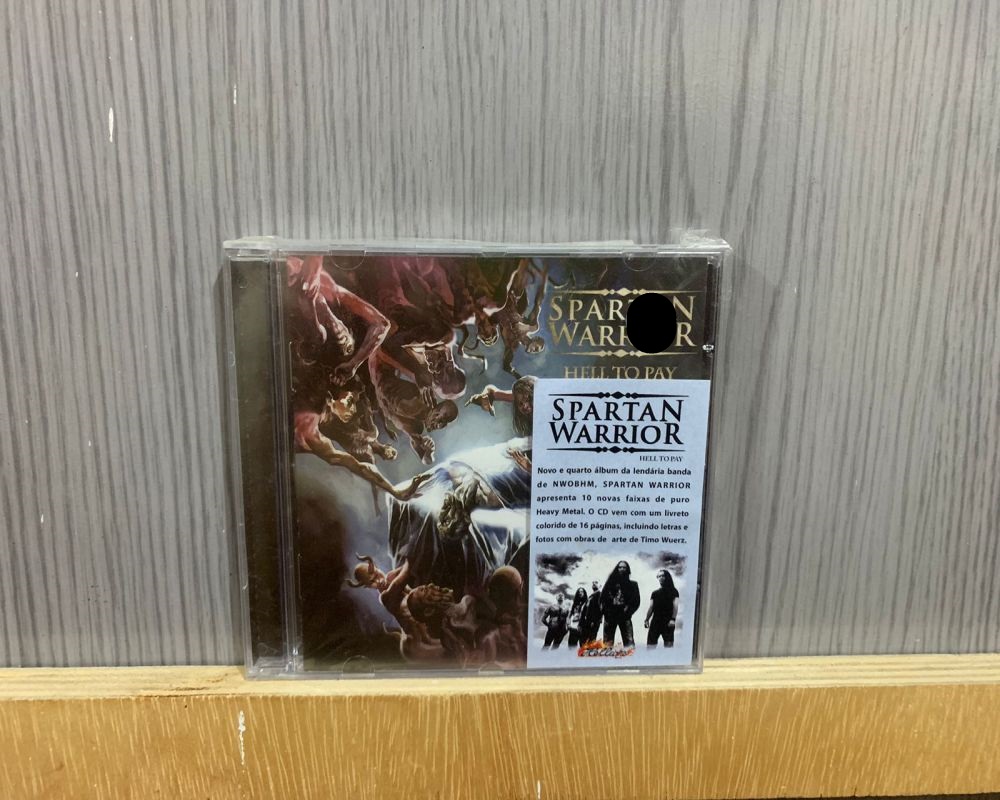 SPARTAN
WARRIOR
HELL TO PAY
SPARTAN
WARRIOR
HELL TO PAY
Novo e quarto álbum da lendária banda
de NWOBHM, SPARTAN WARRIOR
apresenta 10 novas faixas de puro
Heavy Metal. O CD vem com um livreto
colorido de 16 páginas, incluindo letras e
fotos com obras de arte de Timo Wuerz.